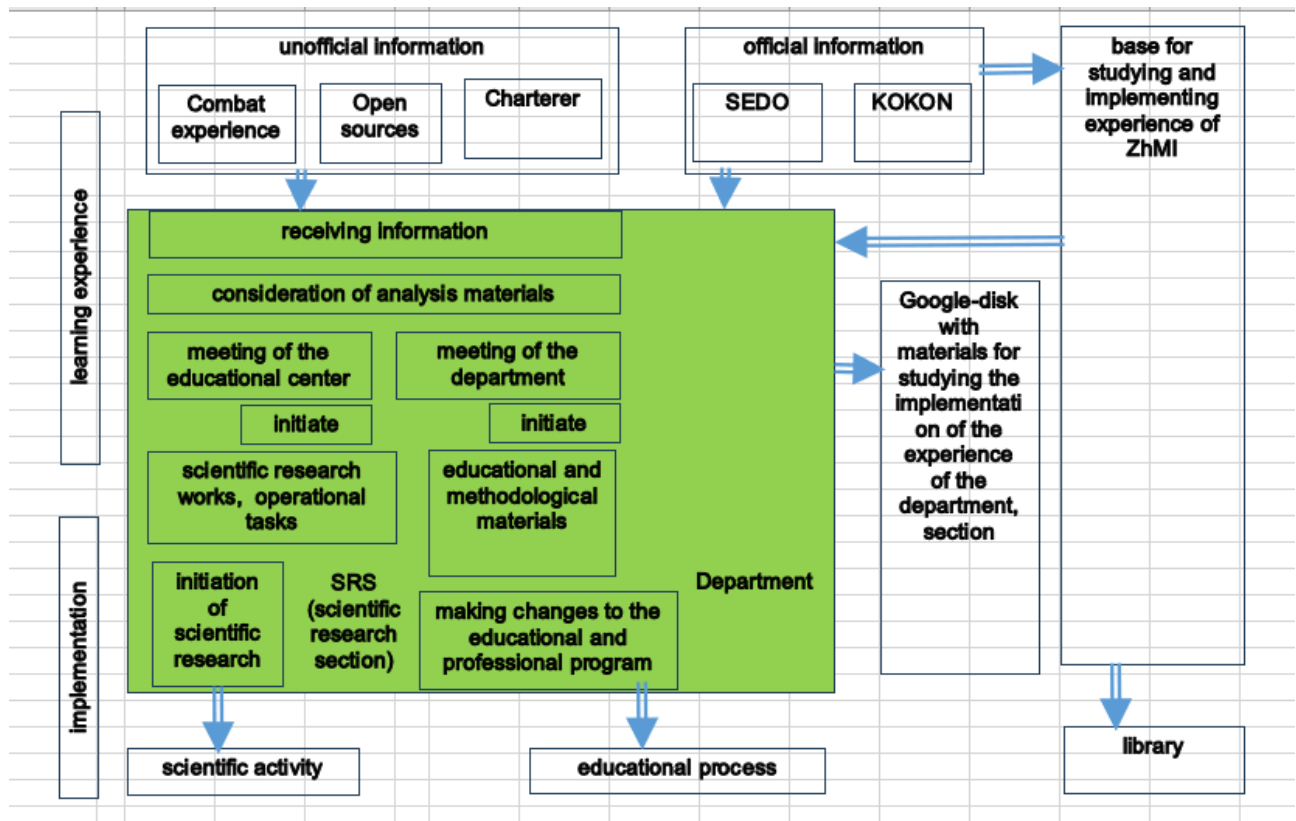 unofficial information
Combat
experience
Open
sources
Charterer
official information
SEDO
KOKON
base for
studying and
implementing
experience of
ZhMI
learning experience
receiving information
consideration of analysis materials
meeting of the
educational center
meeting of the
department
initiate
initiate
scientific research
works, operational
tasks
educational and
methodological
materials
Google-disk
with
materials for
studying the
implementati
on of the
experience
of the
department,
section
implementation
initiation
of
scientific
research
SRS
(scientific
research
section)
making changes to the
educational and
professional program
Department
scientific activity
educational process
library